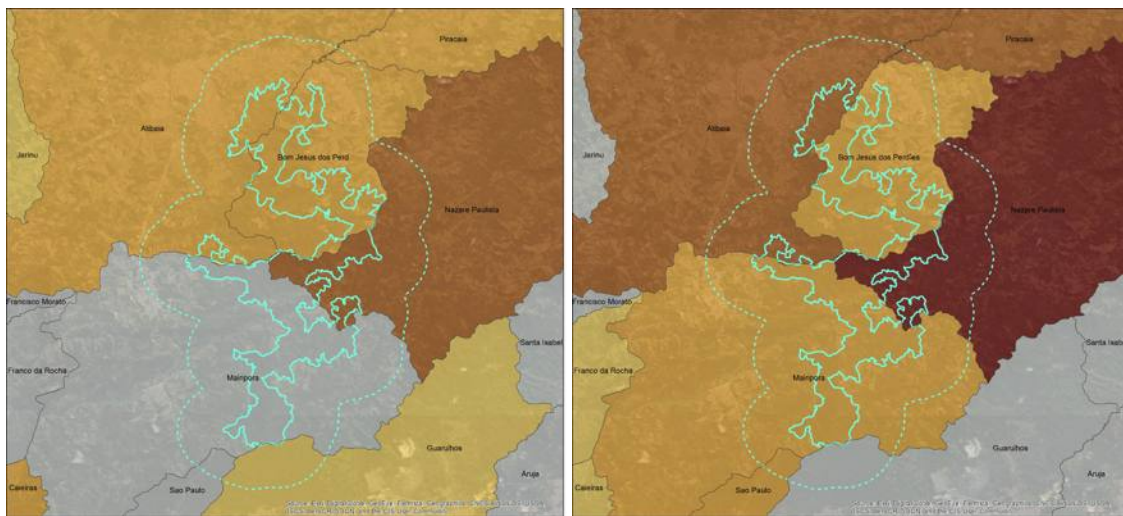 Piracaia
Atibaia
Jarinu
Bom Jesus dos Perd
Nazare Paulista
Francisco Morato
Santa Isabel
Franco da Rocha
Mairipora
Guarulhos
Caieiras
Sao Paulo
Aruja
Piracaia
Atibaia
Jarinu
Bom Jesus dos Perdões
Nazare Paulista
Francisco Morato
Santa Isabel
Franco da Rocha
Mairipora
Guarulhos
Caieiras
Sao Paulo
Aruja